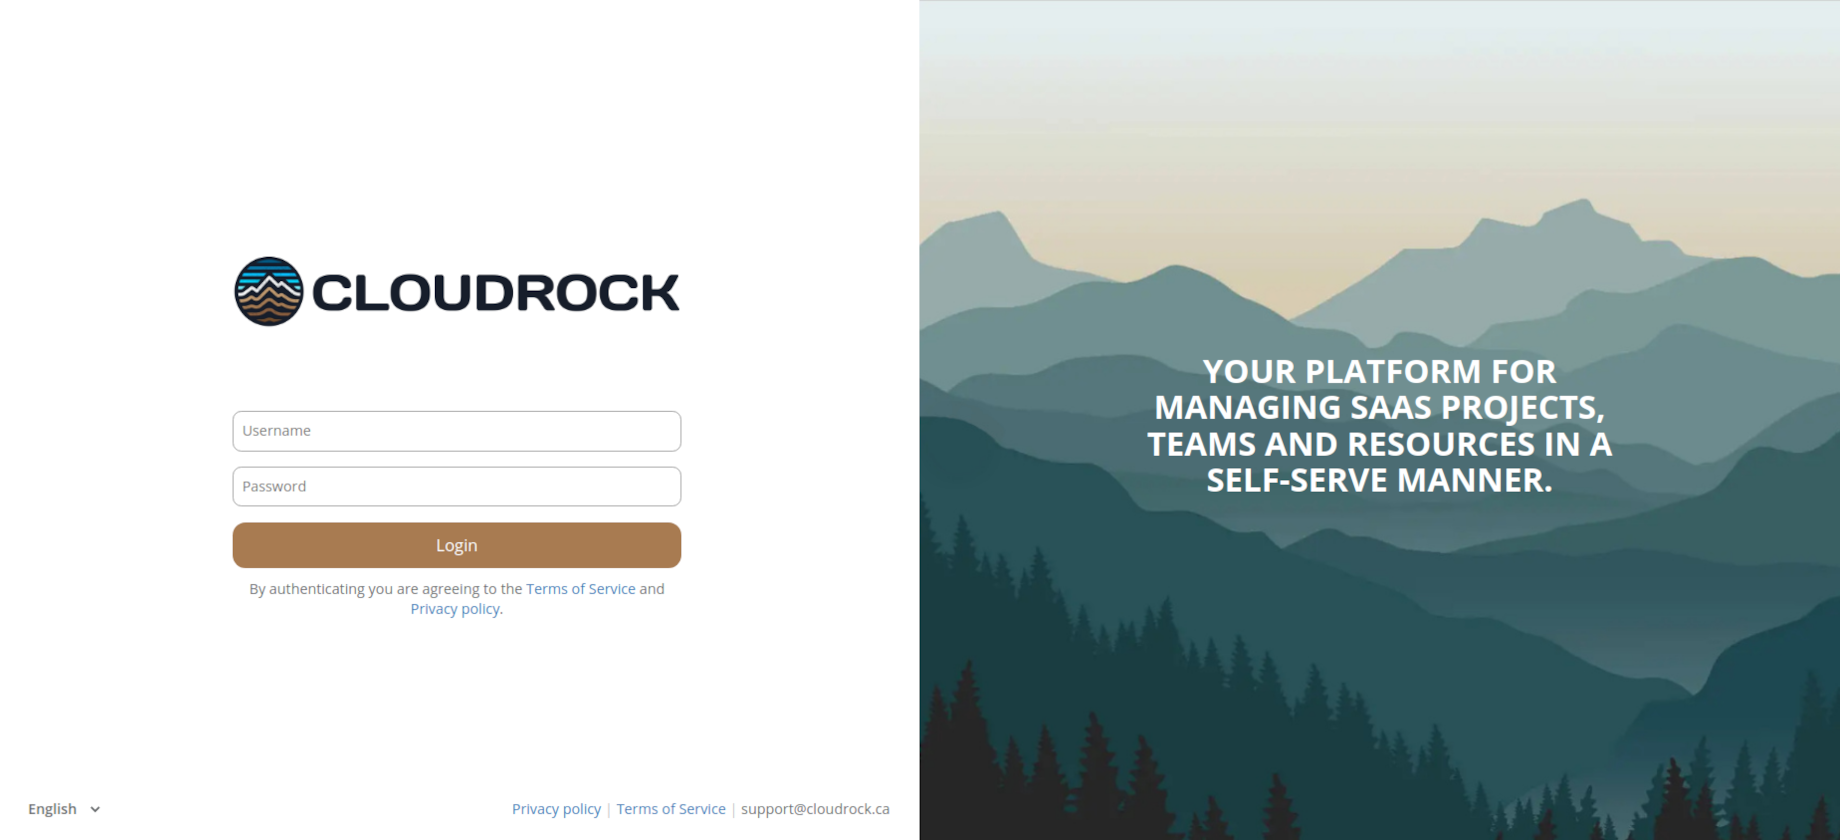 CLOUDROCK
Username
Password
Login
By authenticating you are agreeing to the Terms of Service and
Privacy policy.
English
Privacy policy | Terms of Service | support@cloudrock.ca
YOUR PLATFORM FOR
MANAGING SAAS PROJECTS,
TEAMS AND RESOURCES IN A
SELF-SERVE MANNER.